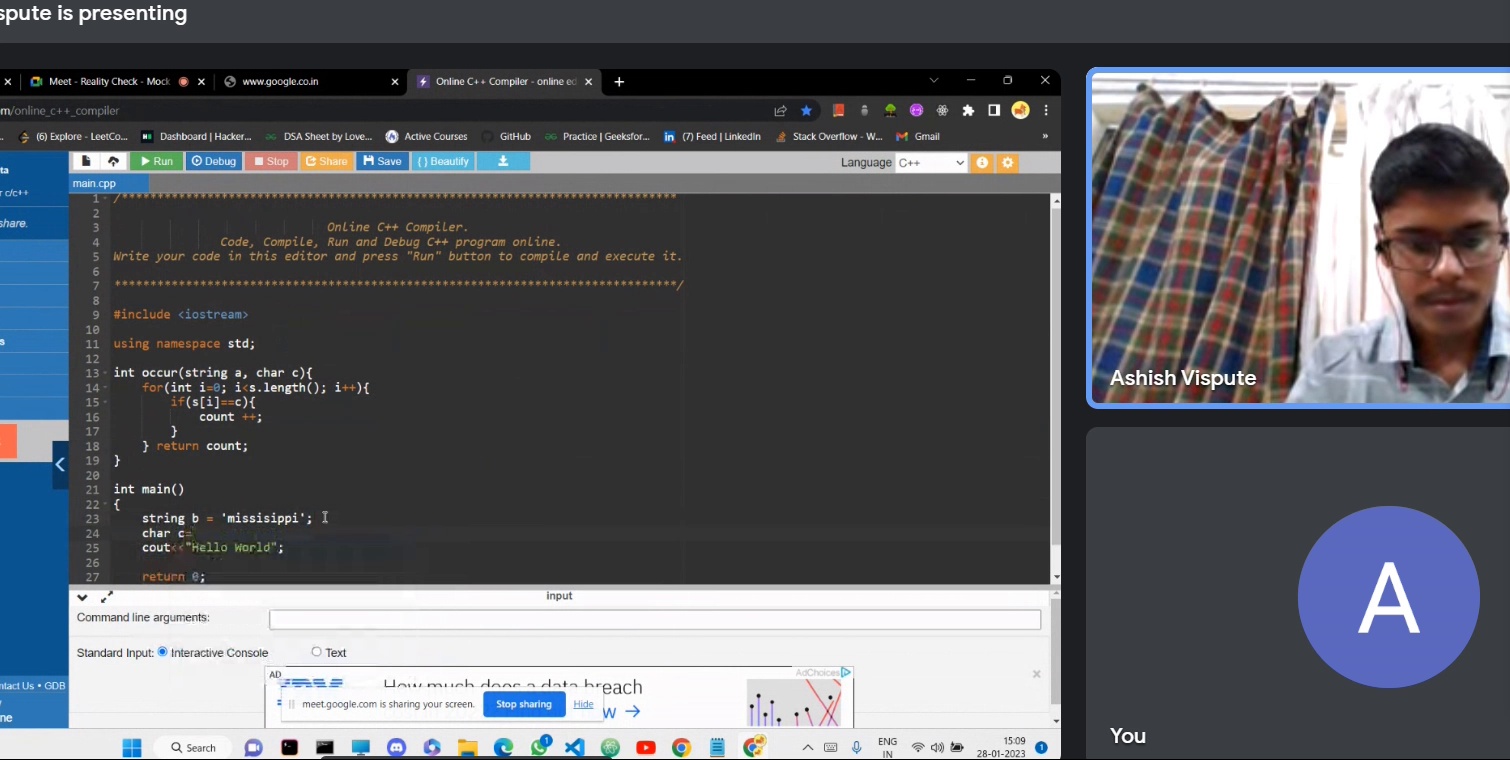 spute is presenting
Meet - Reality Check - Mock
www.google.co.in
Online C++ Compiler - online ed
m/online_c++_compiler
(6) Explore - LeetCo...
Dashboard | Hacker...
DSA Sheet by Love...
Active Courses
GitHub
Practice | Geeksfor...
(7) Feed | LinkedIn
Stack Overflow - W...
Gmail
»
ta
r c/c++
share.
Run
Debug
Stop
Share
Save
{ } Beautify
Language C++
main.cpp
1 /******************************************************************************
2
3 Online C++ Compiler.
4 Code, Compile, Run and Debug C++ program online.
5 Write your code in this editor and press "Run" button to compile and execute it.
6
7 *******************************************************************************/
8
9 #include <iostream>
10
11 using namespace std;
12
13 int occur(string a, char c){
14 for(int i=0; i<s.length(); i++){
15 if(s[i]==c){
16 count ++;
17 }
18 } return count;
19 }
20
21 int main()
22 {
23 string b = 'missisippi';
24 char c=
25 cout<<"Hello World";
26
27 return 0;
input
Command line arguments:
Standard Input: Interactive Console Text
AD
AdChoices
How much does a data breach
meet.google.com is sharing your screen.
Stop sharing
Hide
w →
ntact Us • GDB
ne
Search
1
ENG
IN
15:09
28-01-2023
1
Ashish Vispute
A
You